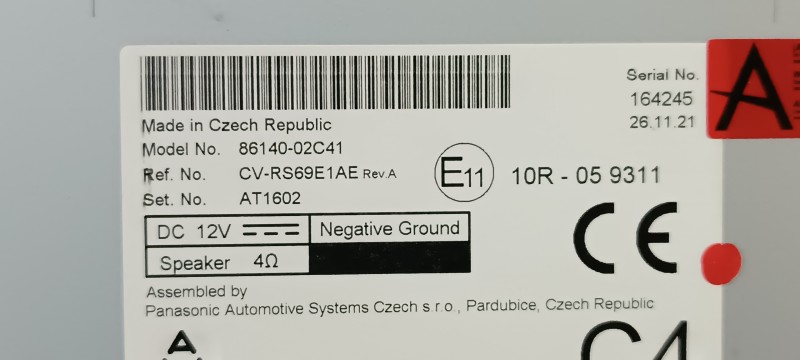 Serial No.
164245
26.11.21
A
Made in Czech Republic
Model No. 86140-02C41
Ref. No. CV-RS69E1AE Rev.A
Set. No. AT1602
E11 10R - 05 9311
DC 12V Negative Ground
Speaker 4Ω
CE
Assembled by
Panasonic Automotive Systems Czech s.r.o., Pardubice, Czech Republic
C4